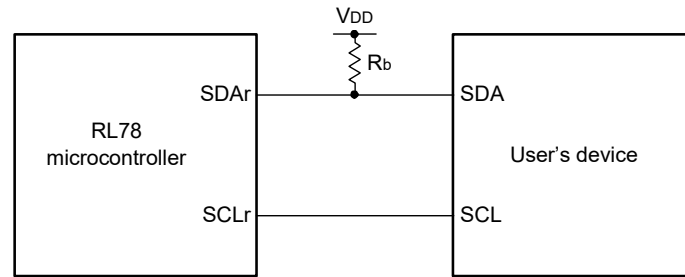 VDD
Rb
SDAr
SDA
RL78
microcontroller
User’s device
SCLr
SCL